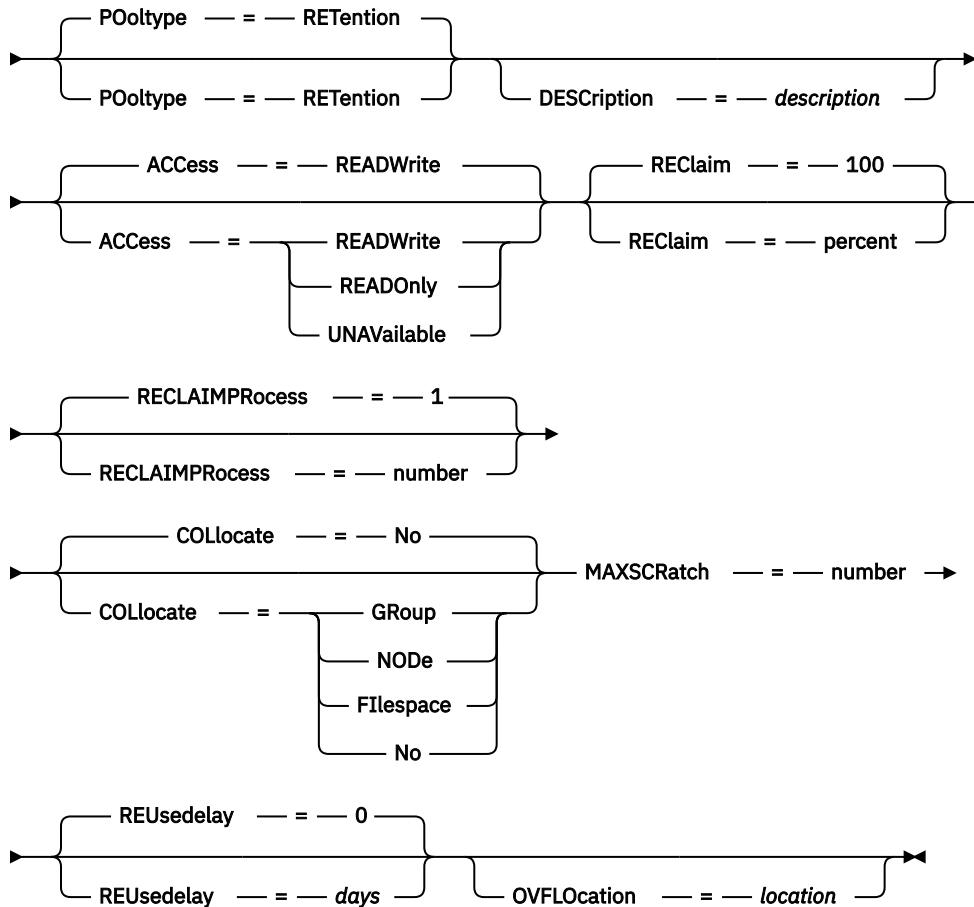 POoltype = RETention
POoltype = RETention
DESCription = description
ACCess = READWrite
REClaim = 100
ACCess = READWrite
REClaim = percent
READOnly
UNAVailable
RECLAIMPRocess = 1
RECLAIMPRocess = number
COLlocate = No
MAXSCRatch = number
COLlocate = GRoup
NODe
FIlespace
No
REUsedelay = 0
REUsedelay = days
OVFLOcation = location